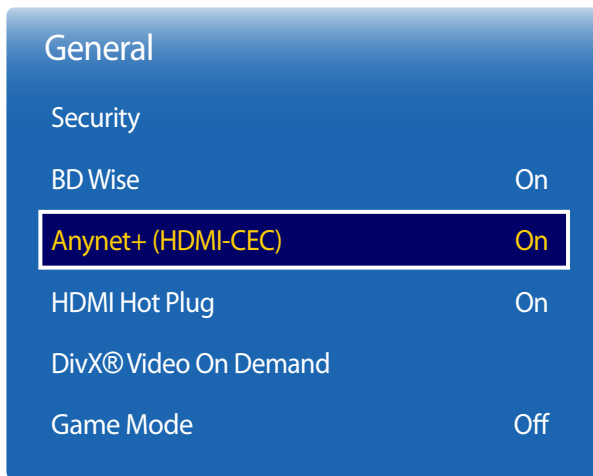 General
Security
BD Wise On
Anynet+ (HDMI-CEC) On
HDMI Hot Plug On
DivX® Video On Demand
Game Mode Off